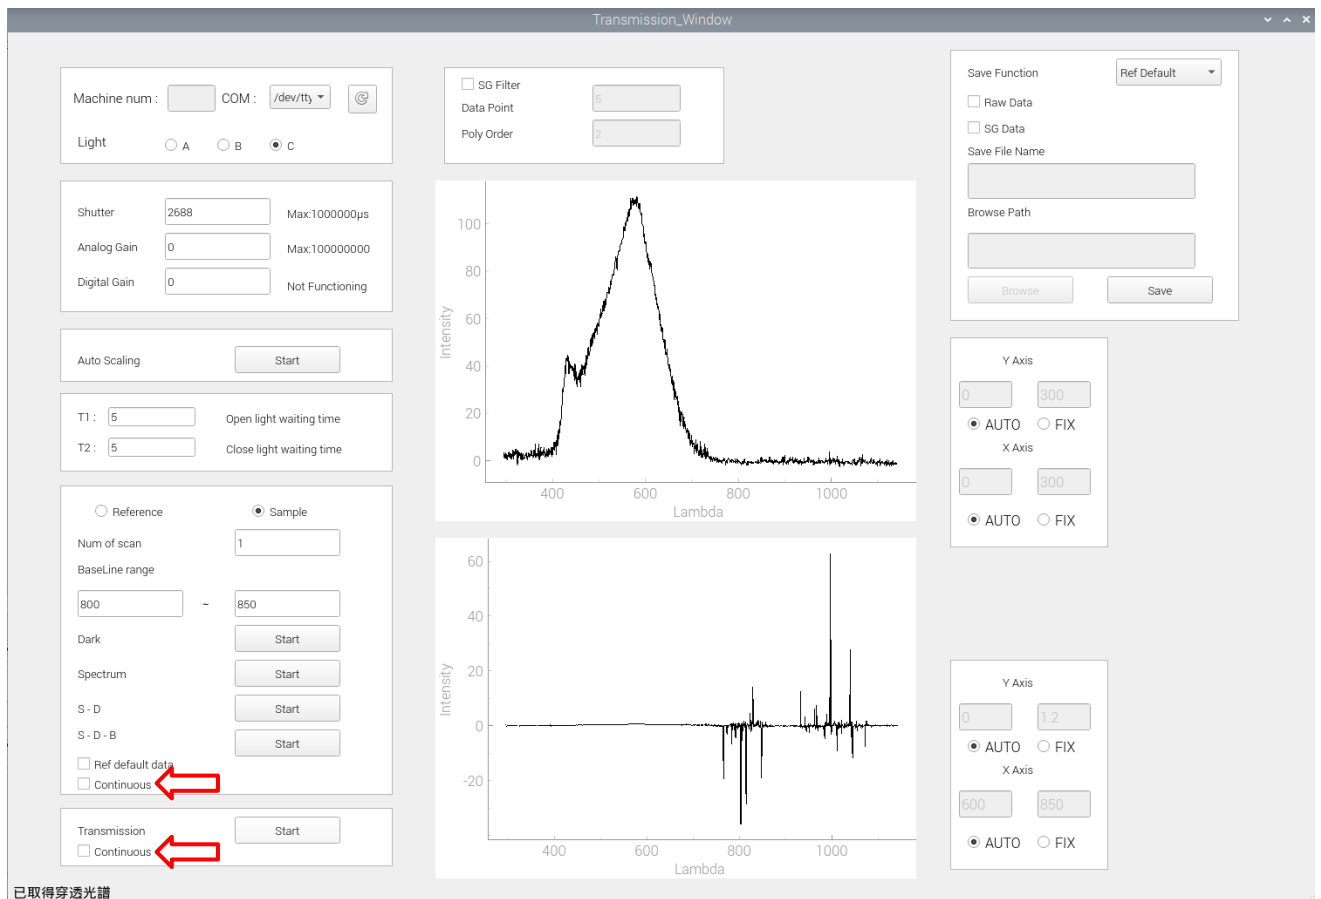 Transmission_Window
Machine num :
COM :
/dev/tty
Light
A
B
C
Shutter
2688
Max:1000000μs
Analog Gain
0
Max:100000000
Digital Gain
0
Not Functioning
Auto Scaling
Start
T1 :
5
Open light waiting time
T2 :
5
Close light waiting time
Reference
Sample
Num of scan
1
BaseLine range
800
~
850
Dark
Start
Spectrum
Start
S - D
Start
S - D - B
Start
Ref default data
Continuous
Transmission
Start
Continuous
已取得穿透光譜
SG Filter
Data Point
5
Poly Order
2
100
80
60
40
20
0
Intensity
400
600
800
1000
Lambda
60
40
20
0
-20
Intensity
400
600
800
1000
Lambda
Save Function
Ref Default
Raw Data
SG Data
Save File Name
Browse Path
Browse
Save
Y Axis
0
300
AUTO
FIX
X Axis
0
300
AUTO
FIX
Y Axis
0
1.2
AUTO
FIX
X Axis
600
850
AUTO
FIX